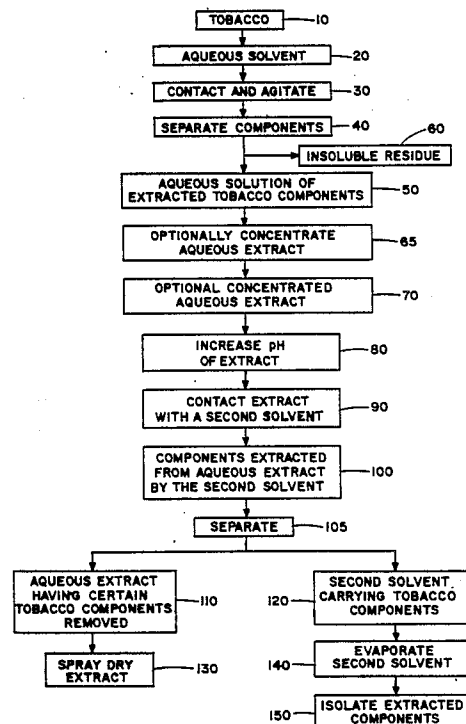 TOBACCO
10
AQUEOUS SOLVENT
20
CONTACT AND AGITATE
30
SEPARATE COMPONENTS
40
60
INSOLUBLE RESIDUE
AQUEOUS SOLUTION OF
EXTRACTED TOBACCO COMPONENTS
50
OPTIONALLY CONCENTRATE
AQUEOUS EXTRACT
65
OPTIONAL CONCENTRATED
AQUEOUS EXTRACT
70
INCREASE pH
OF EXTRACT
80
CONTACT EXTRACT
WITH A SECOND SOLVENT
90
COMPONENTS EXTRACTED
FROM AQUEOUS EXTRACT
BY THE SECOND SOLVENT
100
SEPARATE
105
AQUEOUS EXTRACT
HAVING CERTAIN
TOBACCO COMPONENTS
REMOVED
110
SPRAY DRY
EXTRACT
130
SECOND SOLVENT
CARRYING TOBACCO
COMPONENTS
120
EVAPORATE
SECOND SOLVENT
140
ISOLATE EXTRACTED
COMPONENTS
150